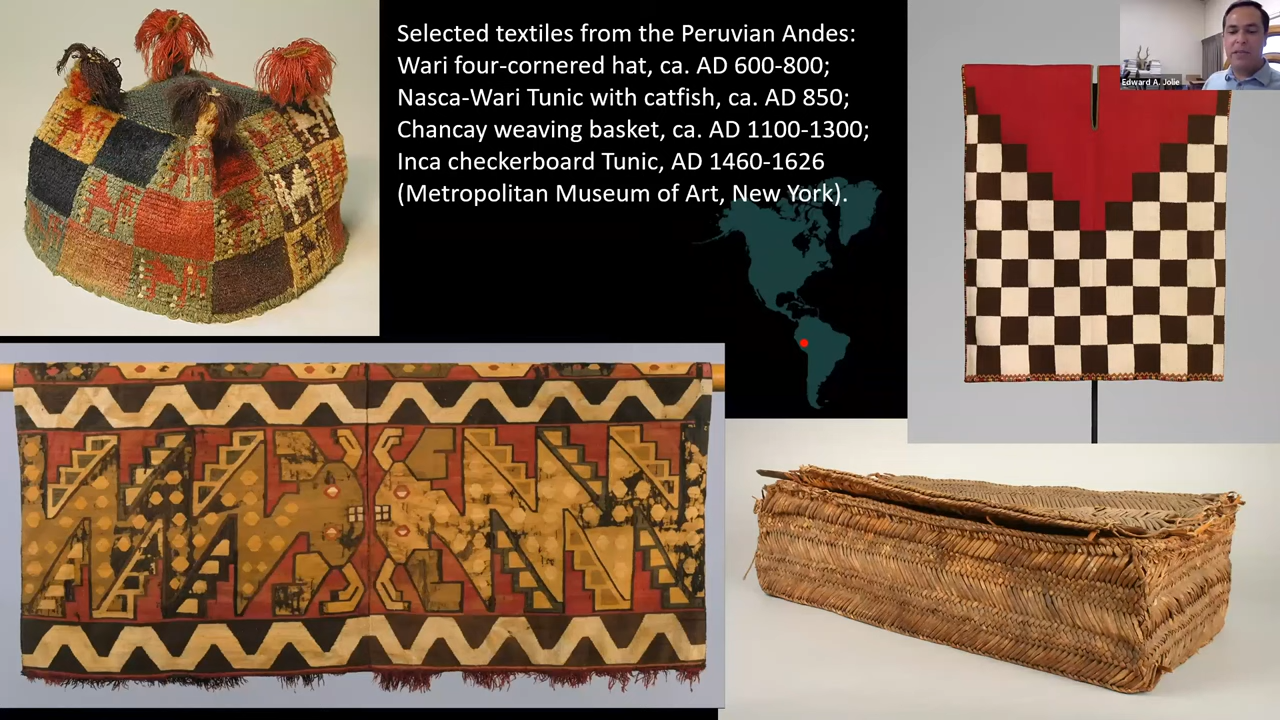 Selected textiles from the Peruvian Andes:
Wari four-cornered hat, ca. AD 600-800;
Nasca-Wari Tunic with catfish, ca. AD 850;
Chancay weaving basket, ca. AD 1100-1300;
Inca checkerboard Tunic, AD 1460-1626
(Metropolitan Museum of Art, New York).
Edward A. Jolie